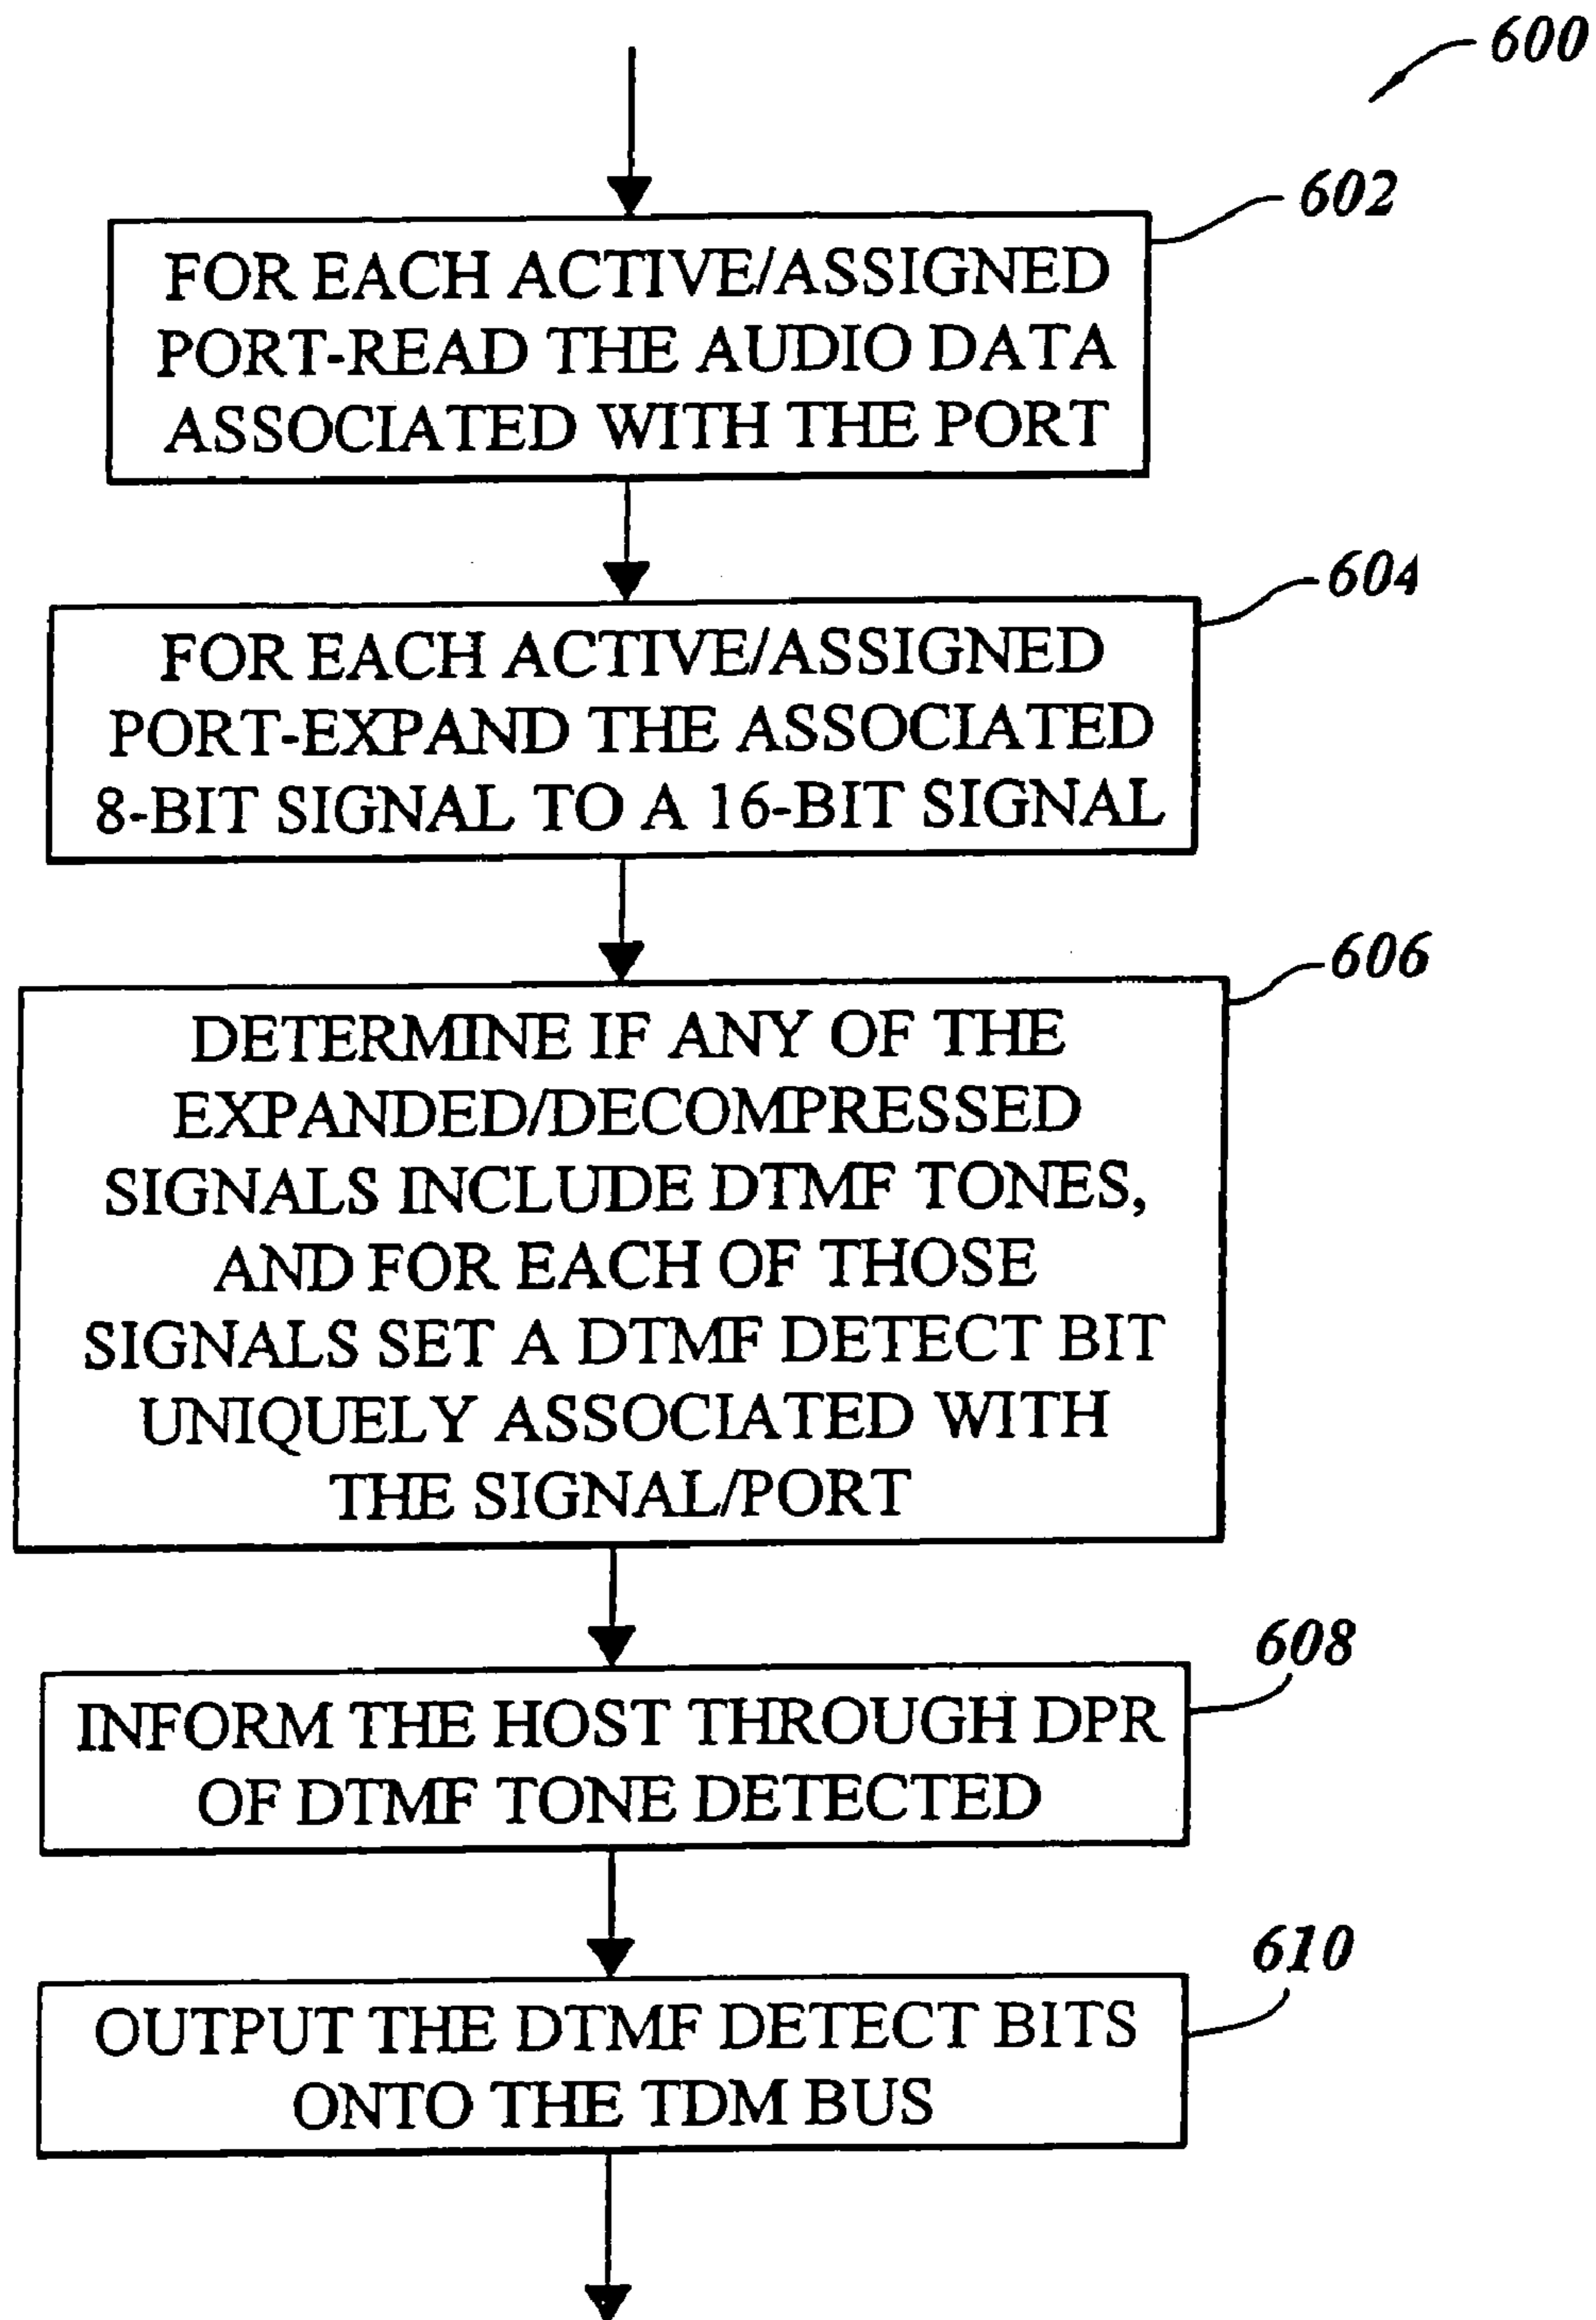 600
602
FOR EACH ACTIVE/ASSIGNED
PORT-READ THE AUDIO DATA
ASSOCIATED WITH THE PORT
604
FOR EACH ACTIVE/ASSIGNED
PORT-EXPAND THE ASSOCIATED
8-BIT SIGNAL TO A 16-BIT SIGNAL
606
DETERMINE IF ANY OF THE
EXPANDED/DECOMPRESSED
SIGNALS INCLUDE DTMF TONES,
AND FOR EACH OF THOSE
SIGNALS SET A DTMF DETECT BIT
UNIQUELY ASSOCIATED WITH
THE SIGNAL/PORT
608
INFORM THE HOST THROUGH DPR
OF DTMF TONE DETECTED
610
OUTPUT THE DTMF DETECT BITS
ONTO THE TDM BUS